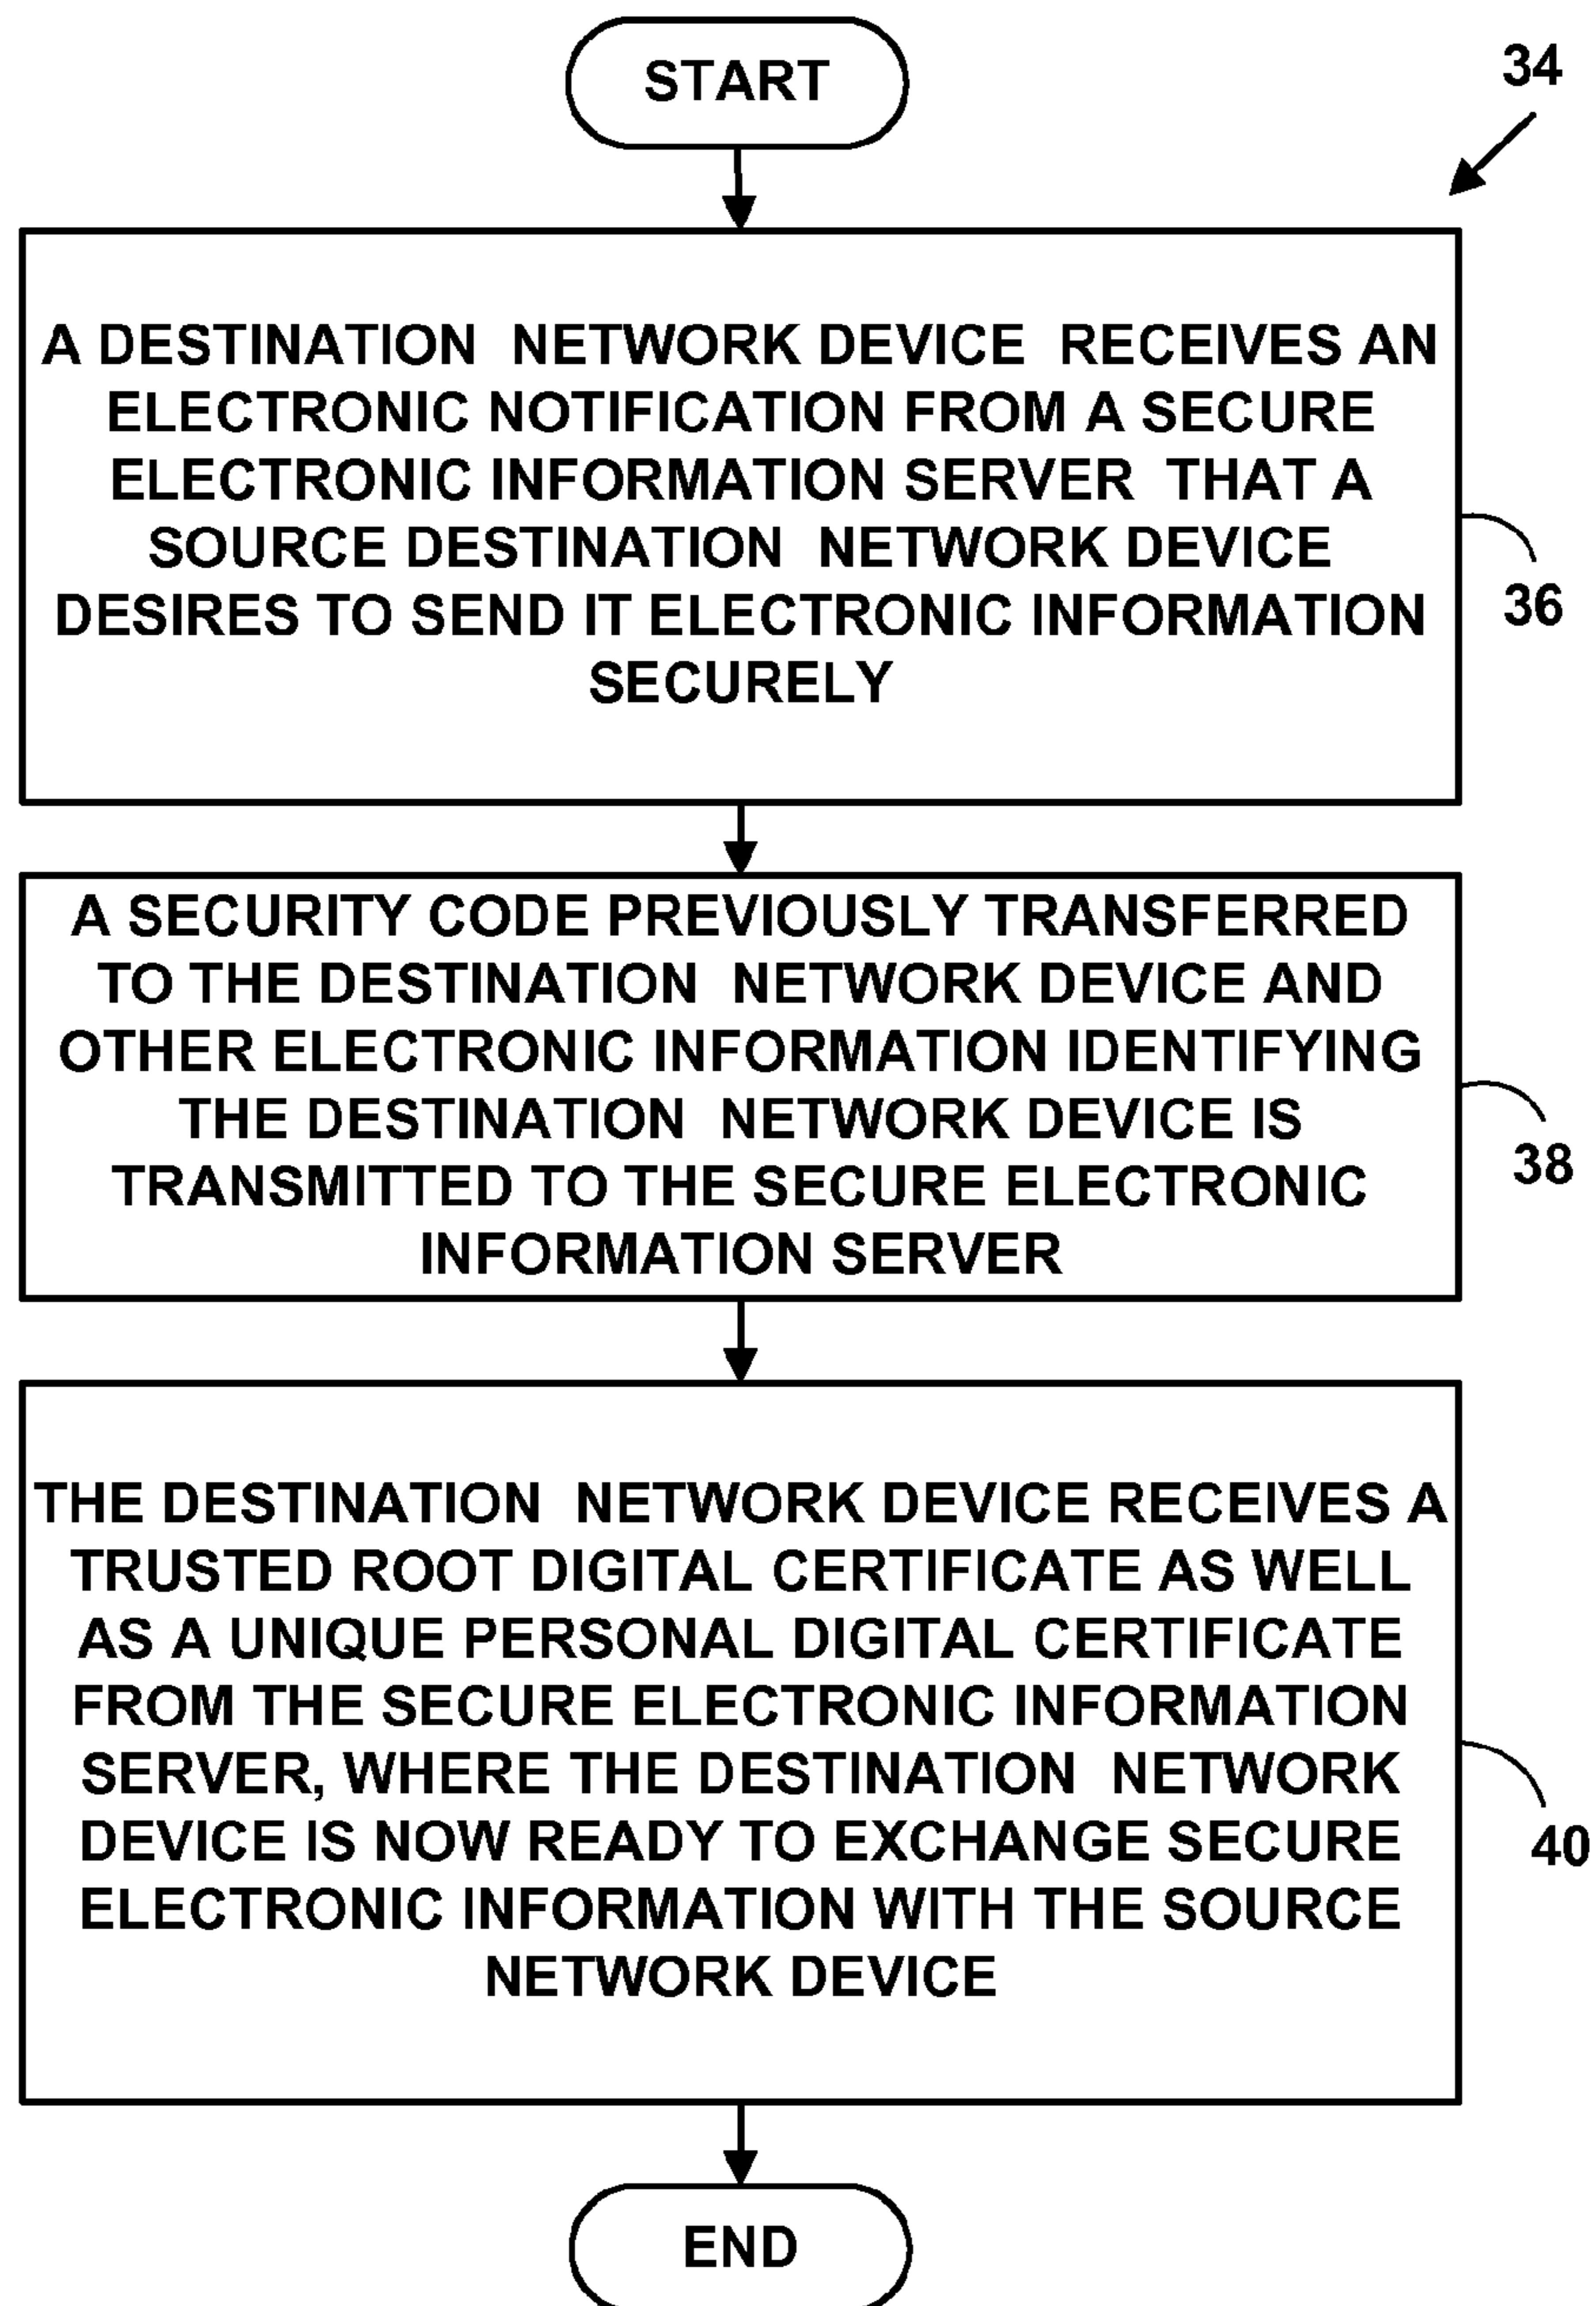 START
34
A DESTINATION NETWORK DEVICE RECEIVES AN
ELECTRONIC NOTIFICATION FROM A SECURE
ELECTRONIC INFORMATION SERVER THAT A
SOURCE DESTINATION NETWORK DEVICE
DESIRES TO SEND IT ELECTRONIC INFORMATION
SECURELY
36
A SECURITY CODE PREVIOUSLY TRANSFERRED
TO THE DESTINATION NETWORK DEVICE AND
OTHER ELECTRONIC INFORMATION IDENTIFYING
THE DESTINATION NETWORK DEVICE IS
TRANSMITTED TO THE SECURE ELECTRONIC
INFORMATION SERVER
38
THE DESTINATION NETWORK DEVICE RECEIVES A
TRUSTED ROOT DIGITAL CERTIFICATE AS WELL
AS A UNIQUE PERSONAL DIGITAL CERTIFICATE
FROM THE SECURE ELECTRONIC INFORMATION
SERVER, WHERE THE DESTINATION NETWORK
DEVICE IS NOW READY TO EXCHANGE SECURE
ELECTRONIC INFORMATION WITH THE SOURCE
NETWORK DEVICE
40
END